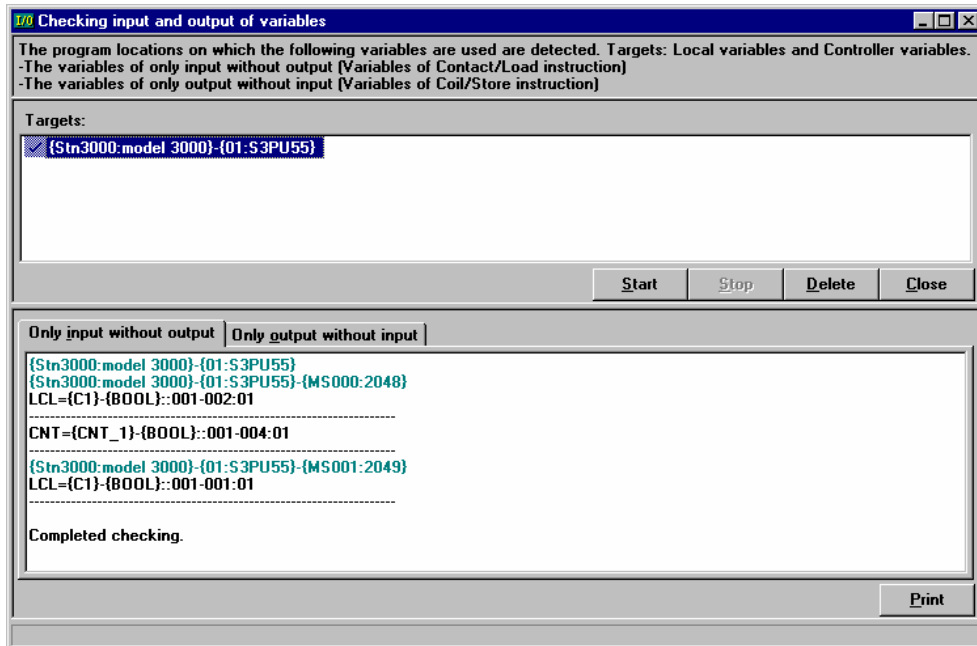 I/O Checking input and output of variables
The program locations on which the following variables are used are detected. Targets: Local variables and Controller variables.
-The variables of only input without output (Variables of Contact/Load instruction)
-The variables of only output without input (Variables of Coil/Store instruction)
Targets:
{Stn3000:model 3000}-{01:S3PU55}
Start Stop Delete Close
Only input without output Only output without input
{Stn3000:model 3000}-{01:S3PU55}
{Stn3000:model 3000}-{01:S3PU55}-{MS000:2048}
LCL={C1}-{BOOL}::001-002:01
--------------------------------------------------------------------
CNT={CNT_1}-{BOOL}::001-004:01
--------------------------------------------------------------------
{Stn3000:model 3000}-{01:S3PU55}-{MS001:2049}
LCL={C1}-{BOOL}::001-001:01
--------------------------------------------------------------------
Completed checking.
Print